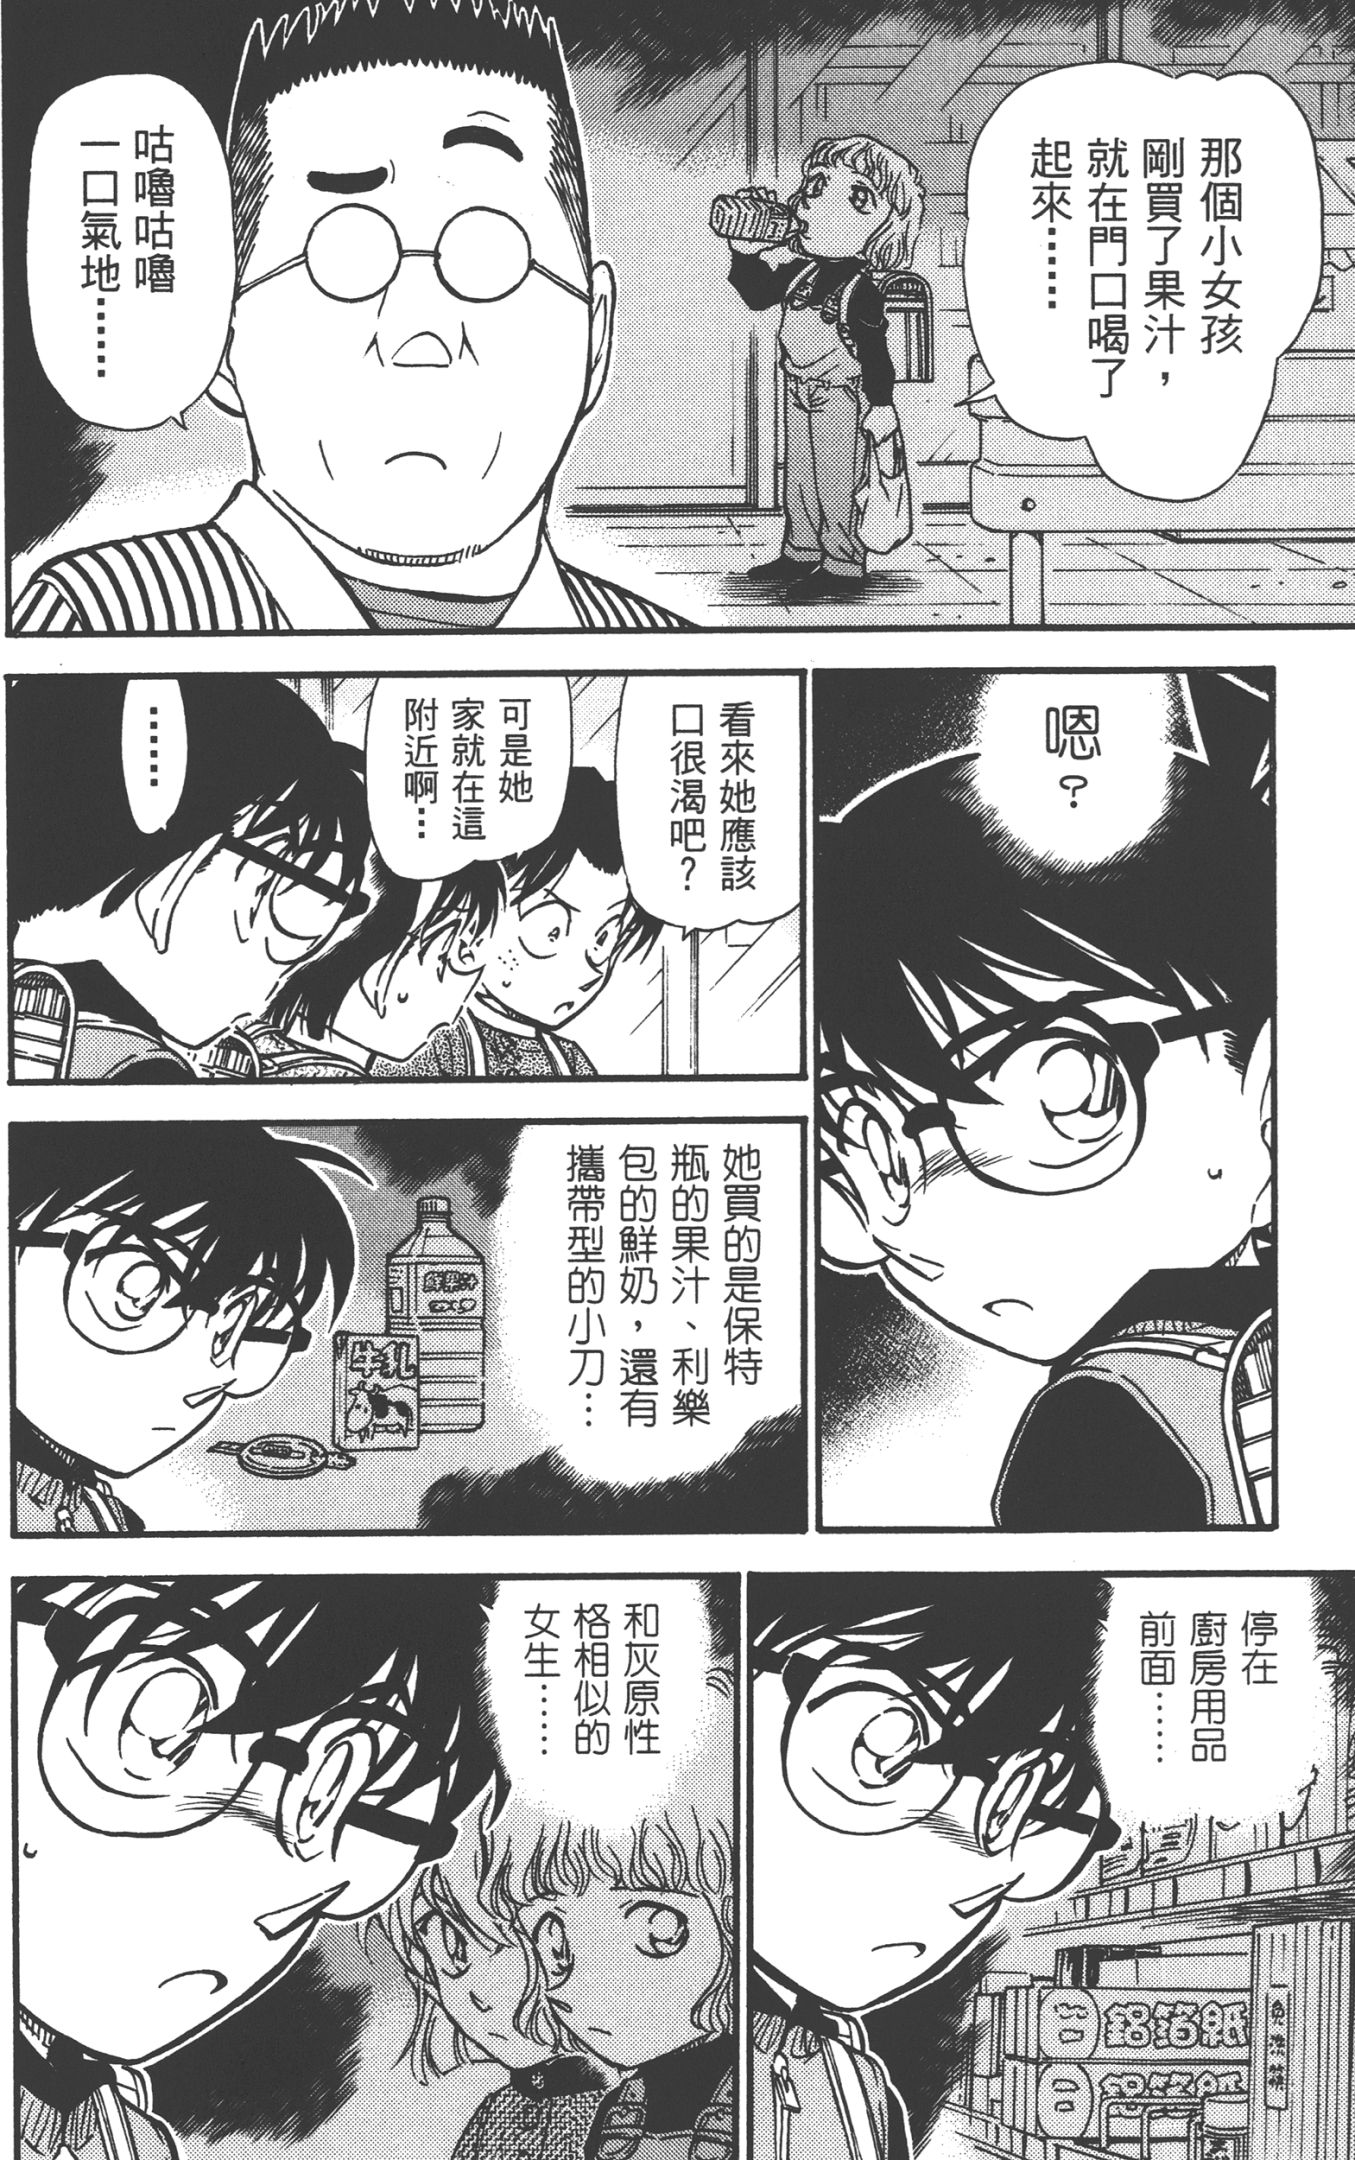 那個小女孩
剛買了果汁，
就在門口喝了
起來……
咕嚕咕嚕
一口氣地……
嗯？
看來她應該
口很渴吧？
可是她
家就在這
附近啊…
……
她買的是保特
瓶的果汁、利樂
包的鮮奶，還有
攜帶型的小刀…
牛乳
停在
廚房用品
前面……
鋁箔紙
和灰原性
格相似的
女生……